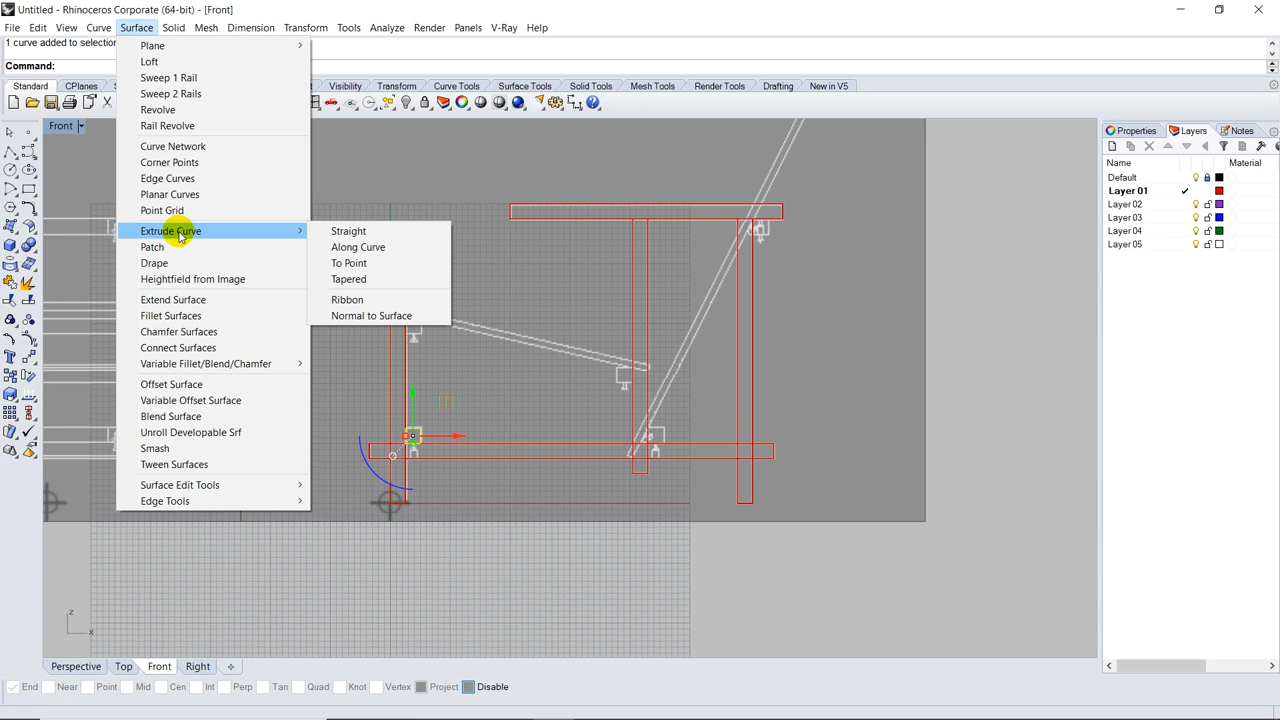 Untitled - Rhinoceros Corporate (64-bit) - [Front]
File Edit View Curve Surface Solid Mesh Dimension Transform Tools Analyze Render Panels V-Ray Help
1 curve added to selection
Command:
Standard CPlanes Visibility Transform Curve Tools Surface Tools Solid Tools Mesh Tools Render Tools Drafting New in V5
Front
Plane
Loft
Sweep 1 Rail
Sweep 2 Rails
Revolve
Rail Revolve
Curve Network
Corner Points
Edge Curves
Planar Curves
Point Grid
Extrude Curve
Patch
Drape
Heightfield from Image
Extend Surface
Fillet Surfaces
Chamfer Surfaces
Connect Surfaces
Variable Fillet/Blend/Chamfer
Offset Surface
Variable Offset Surface
Blend Surface
Unroll Developable Srf
Smash
Tween Surfaces
Surface Edit Tools
Edge Tools
Straight
Along Curve
To Point
Tapered
Ribbon
Normal to Surface
Properties Layers Notes
Name Material
Default
Layer 01
Layer 02
Layer 03
Layer 04
Layer 05
z
x
Perspective Top Front Right
End Near Point Mid Cen Int Perp Tan Quad Knot Vertex Project Disable